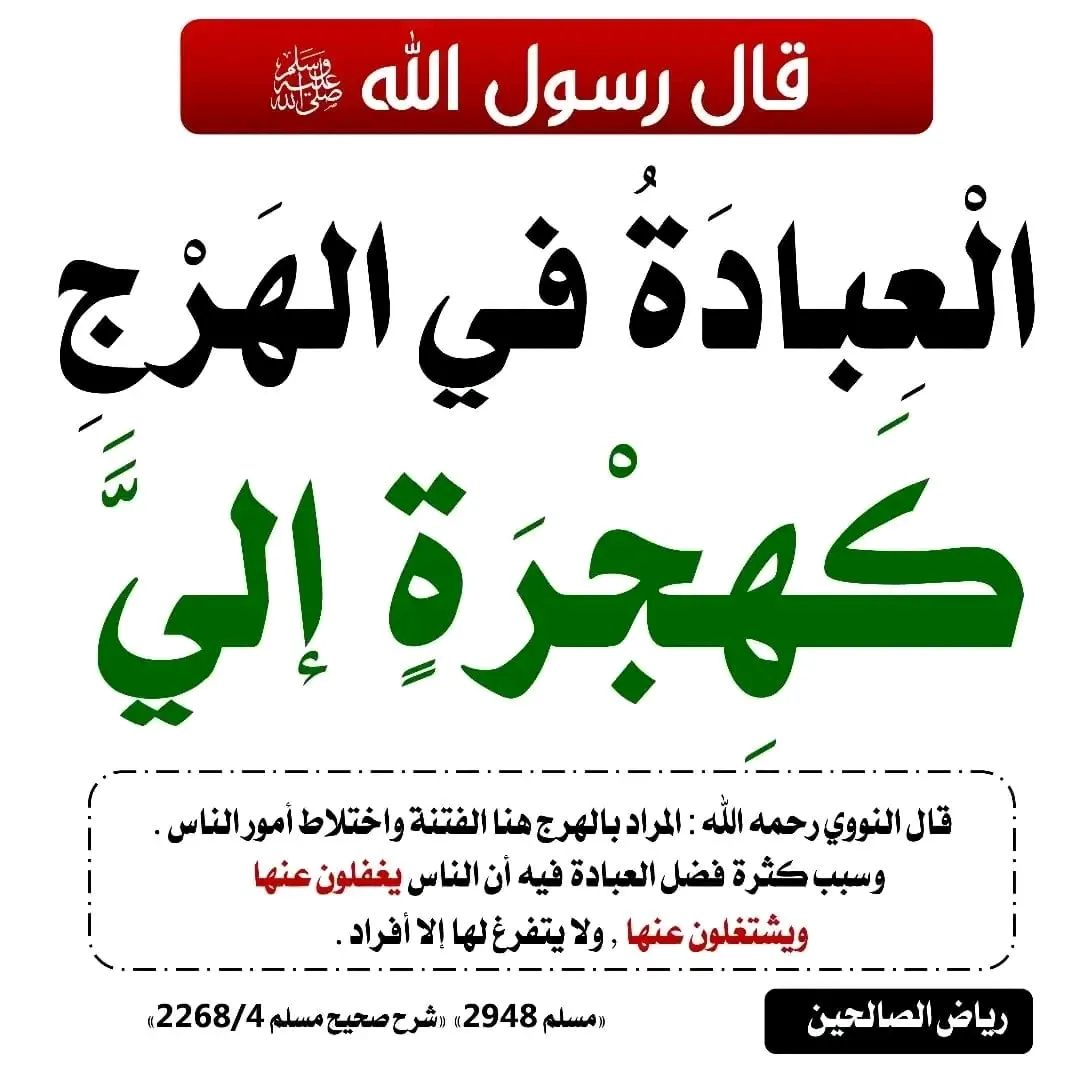 قال رسول الله ﷺ
الْعِبادَةُ في الهَرْجِ
كَهِجْرَةٍ إليَّ
قال النووي رحمه الله : المراد بالهرج هنا الفتنة واختلاط أمور الناس .
وسبب كثرة فضل العبادة فيه أن الناس يغفلون عنها
ويشتغلون عنها , ولا يتفرغ لها إلا أفراد .
رياض الصالحين
«مسلم 2948» «شرح صحيح مسلم 2268/4»